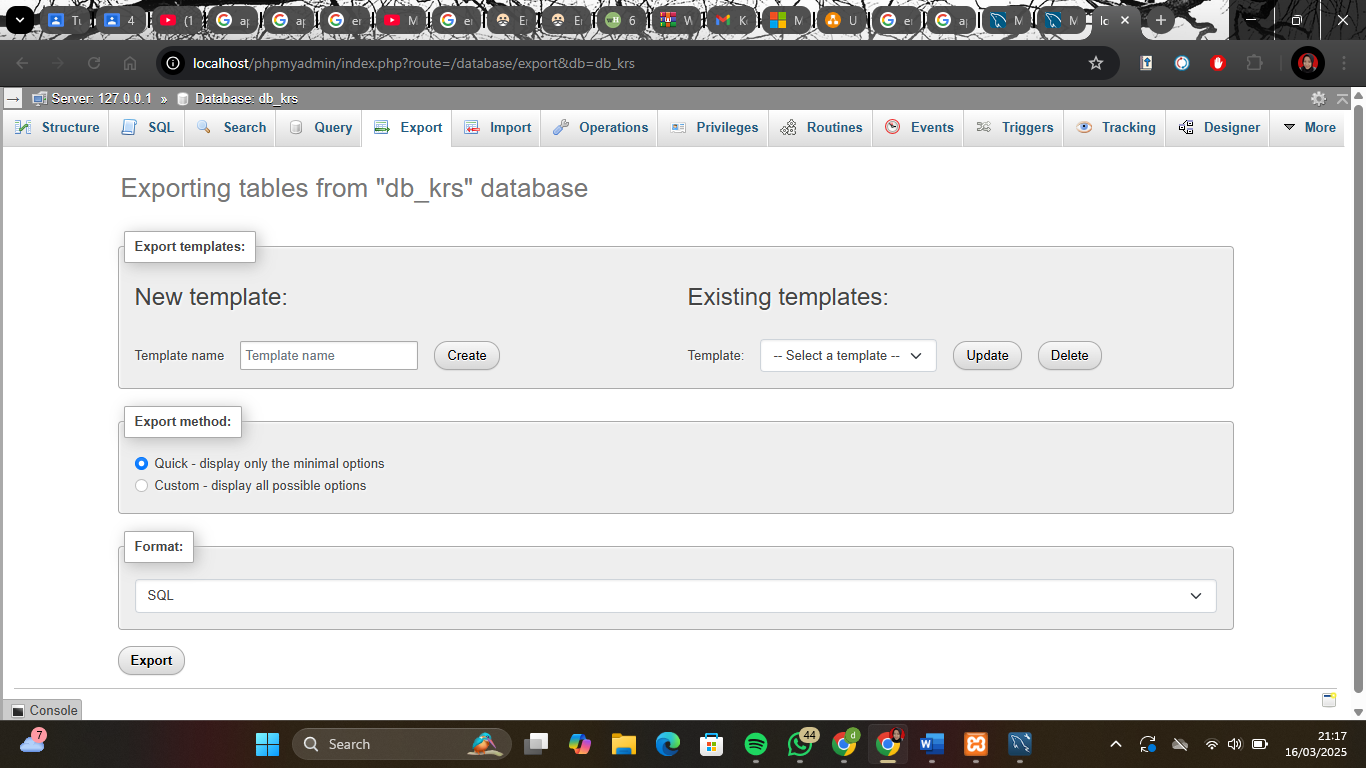 Tu
4
(1
ap
ap
er
M
er
Er
Er
6
W
K
M
U
er
ap
M
M
lo
localhost/phpmyadmin/index.php?route=/database/export&db=db_krs
Server: 127.0.0.1 » Database: db_krs
Structure SQL Search Query Export Import Operations Privileges Routines Events Triggers Tracking Designer More
Exporting tables from "db_krs" database
Export templates:
New template:
Existing templates:
Template name Template name Create
Template: -- Select a template -- Update Delete
Export method:
Quick - display only the minimal options
Custom - display all possible options
Format:
SQL
Export
Console
7
Search
44
d
21:17
16/03/2025